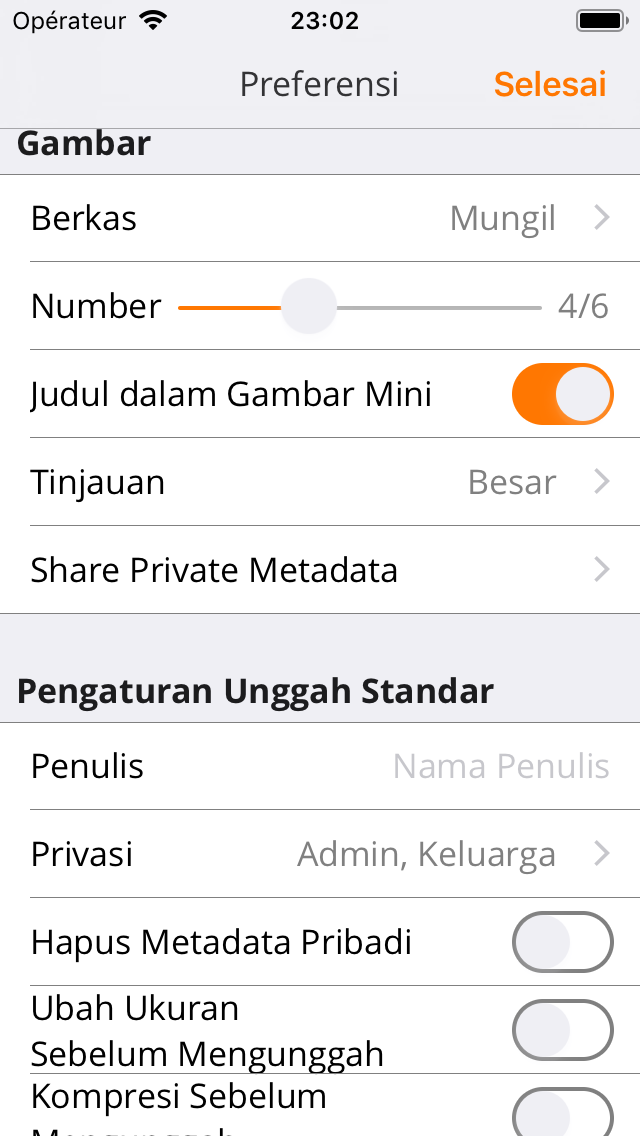 Opérateur 23:02
Preferensi Selesai
Gambar
Berkas Mungil
Number 4/6
Judul dalam Gambar Mini
Tinjauan Besar
Share Private Metadata
Pengaturan Unggah Standar
Penulis Nama Penulis
Privasi Admin, Keluarga
Hapus Metadata Pribadi
Ubah Ukuran
Sebelum Mengunggah
Kompresi Sebelum